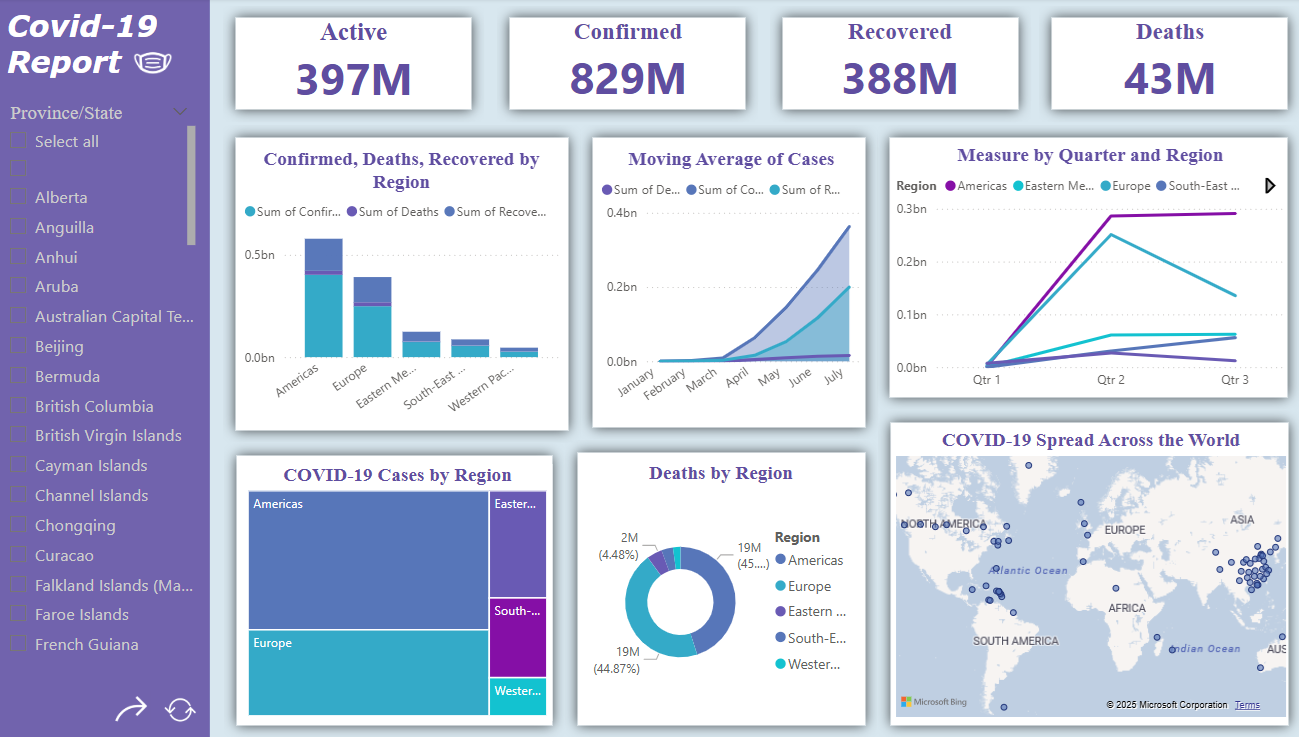 Covid-19
Report
Province/State
Select all
Alberta
Anguilla
Anhui
Aruba
Australian Capital Te...
Beijing
Bermuda
British Columbia
British Virgin Islands
Cayman Islands
Channel Islands
Chongqing
Curacao
Falkland Islands (Ma...
Faroe Islands
French Guiana
Active
397M
Confirmed
829M
Recovered
388M
Deaths
43M
Confirmed, Deaths, Recovered by
Region
Sum of Confir... Sum of Deaths Sum of Recove...
0.5bn
0.0bn
Americas
Europe
Eastern Me...
South-East ...
Western Pac...
Moving Average of Cases
Sum of De... Sum of Co... Sum of R...
0.4bn
0.2bn
0.0bn
January
February
March
April
May
June
July
Measure by Quarter and Region
Region Americas Eastern Me... Europe South-East ...
0.3bn
0.2bn
0.1bn
0.0bn
Qtr 1 Qtr 2 Qtr 3
COVID-19 Cases by Region
Americas
Easter...
South-...
Europe
Wester...
Deaths by Region
2M
(4.48%)
19M
(45....)
19M
(44.87%)
Region
Americas
Europe
Eastern ...
South-E...
Wester...
COVID-19 Spread Across the World
NORTH AMERICA
EUROPE
ASIA
Atlantic Ocean
AFRICA
SOUTH AMERICA
Indian Ocean
AUS
Microsoft Bing
© 2025 Microsoft Corporation Terms